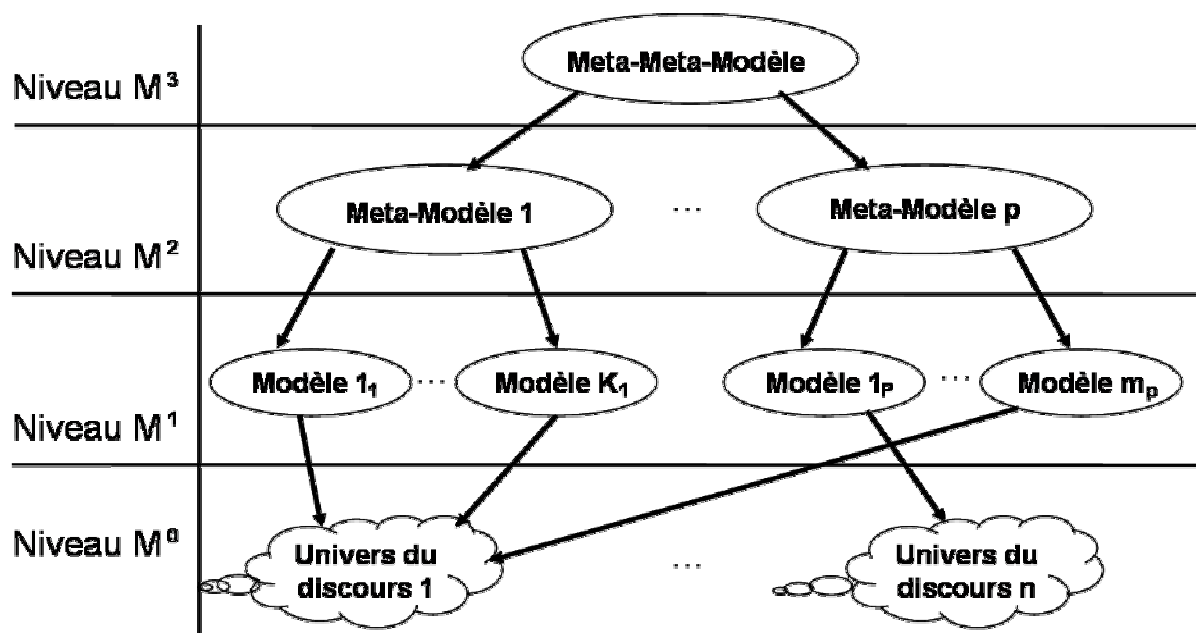 Meta-Meta-Modèle
Niveau M³
Meta-Modèle 1
...
Meta-Modèle p
Niveau M²
Modèle 1₁
...
Modèle K₁
Modèle 1ₚ
...
Modèle mₚ
Niveau M¹
Niveau M⁰
Univers du
discours 1
...
Univers du
discours n